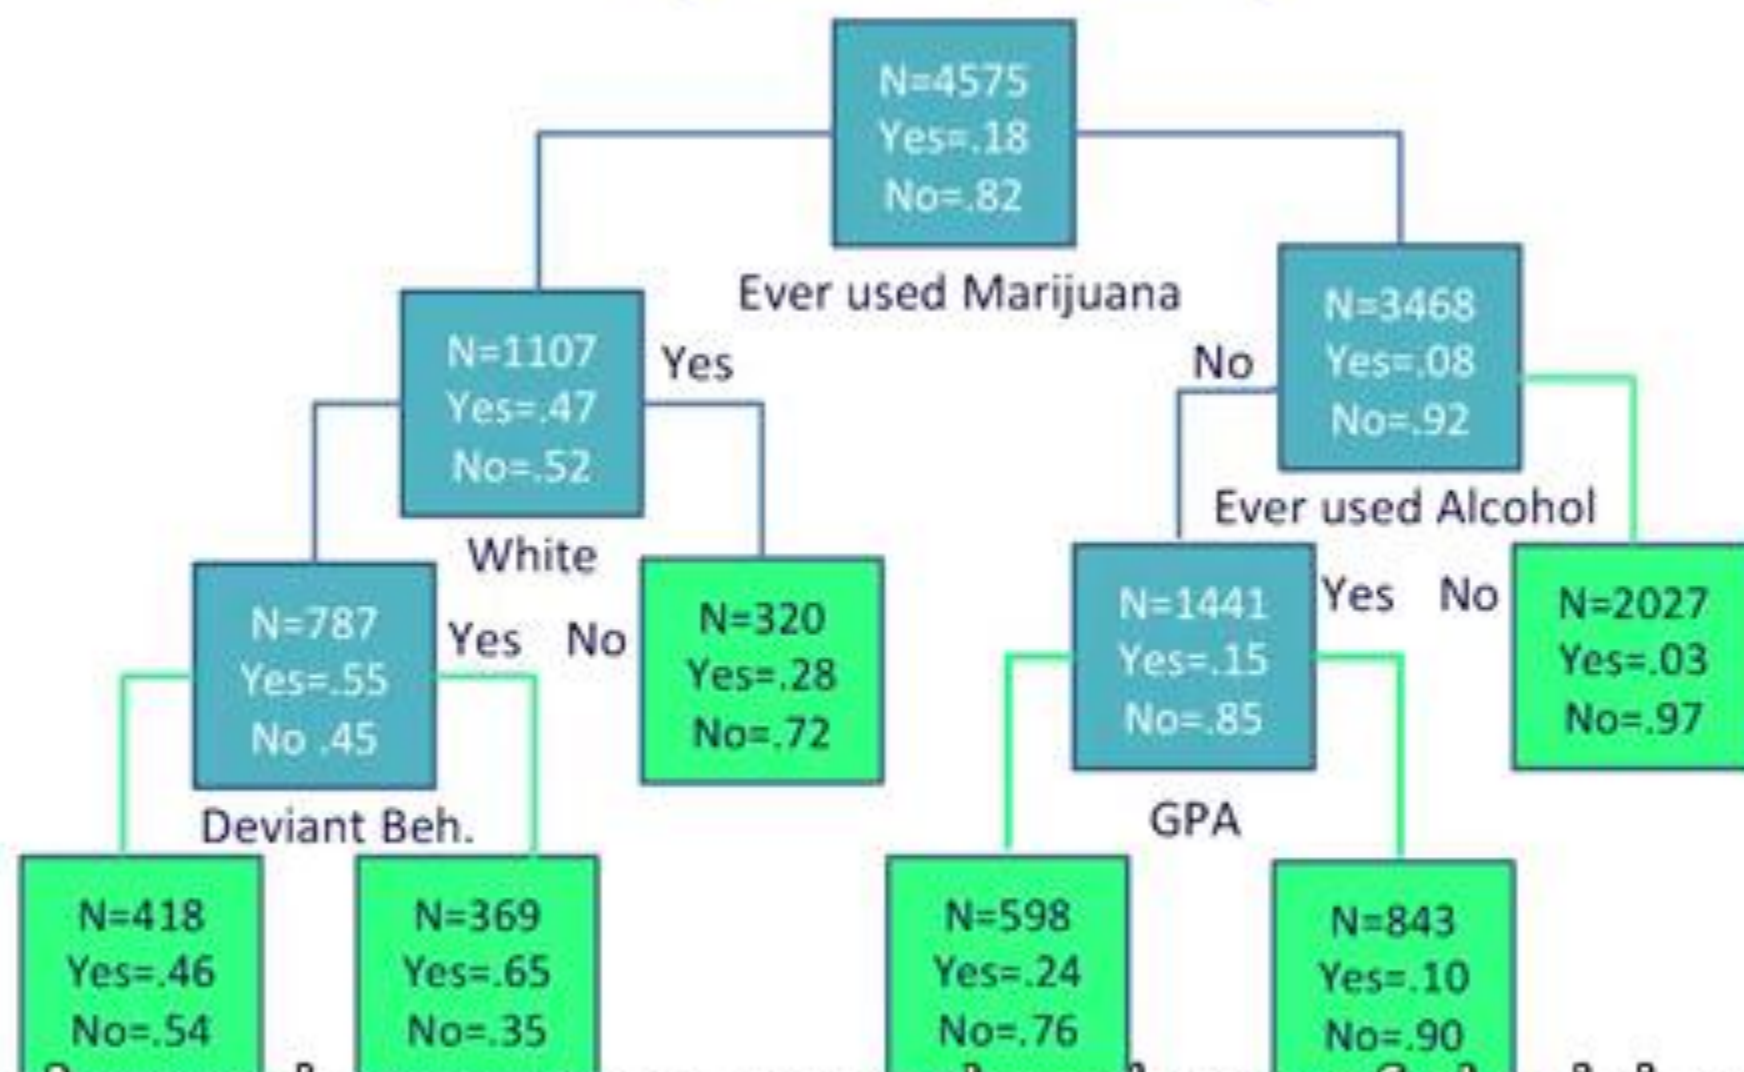 N=4575
Yes=.18
No=.82
Ever used Marijuana
N=1107
Yes=.47
No=.52
Yes
No
N=3468
Yes=.08
No=.92
White
Ever used Alcohol
N=787
Yes=.55
No .45
Yes
No
N=320
Yes=.28
No=.72
N=1441
Yes=.15
No=.85
Yes
No
N=2027
Yes=.03
No=.97
Deviant Beh.
GPA
N=418
Yes=.46
No=.54
N=369
Yes=.65
No=.35
N=598
Yes=.24
No=.76
N=843
Yes=.10
No=.90